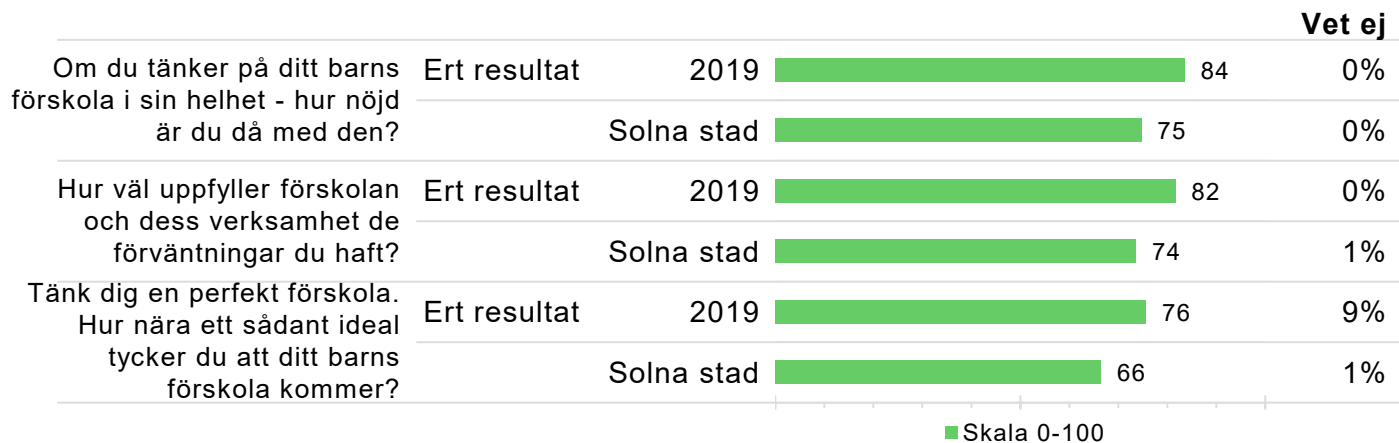 Vet ej
Om du tänker på ditt barns
förskola i sin helhet - hur nöjd
är du då med den?
Ert resultat 2019 84 0%
Solna stad 75 0%
Hur väl uppfyller förskolan
och dess verksamhet de
förväntningar du haft?
Ert resultat 2019 82 0%
Solna stad 74 1%
Tänk dig en perfekt förskola.
Hur nära ett sådant ideal
tycker du att ditt barns
förskola kommer?
Ert resultat 2019 76 9%
Solna stad 66 1%
Skala 0-100